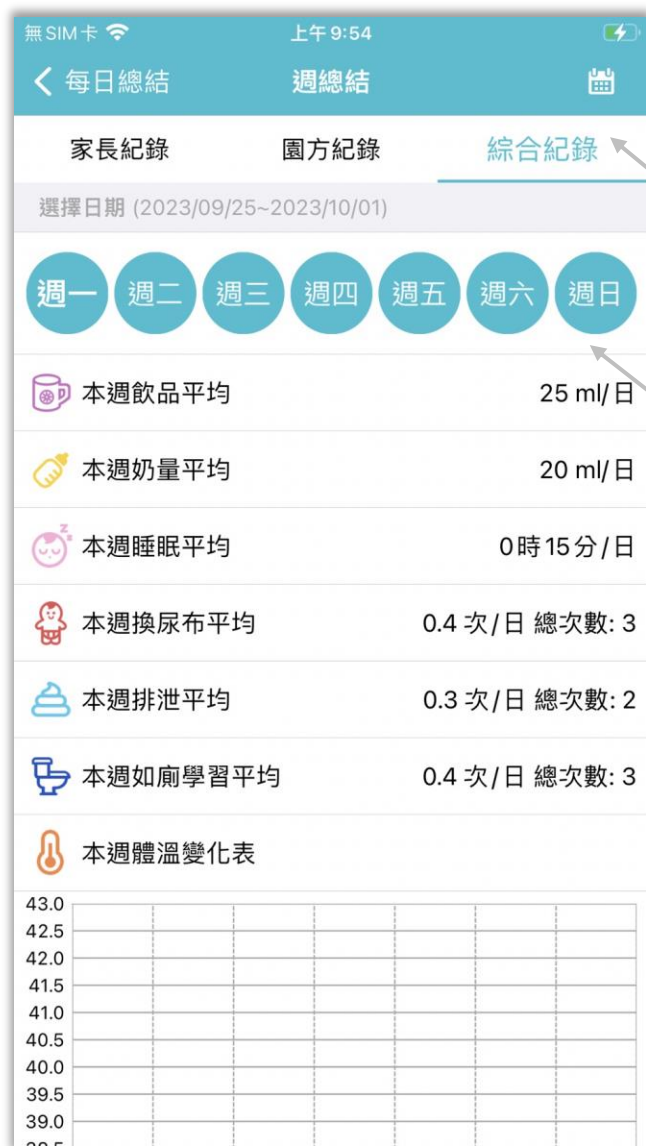 無SIM卡 上午9:54
每日總結 週總結
家長紀錄 園方紀錄 綜合紀錄
選擇日期 (2023/09/25~2023/10/01)
週一 週二 週三 週四 週五 週六 週日
本週飲品平均 25 ml/日
本週奶量平均 20 ml/日
z z
本週睡眠平均 0時15分/日
本週換尿布平均 0.4 次/日 總次數: 3
本週排泄平均 0.3 次/日 總次數: 2
本週如廁學習平均 0.4 次/日 總次數: 3
本週體溫變化表
43.0
42.5
42.0
41.5
41.0
40.5
40.0
39.5
39.0